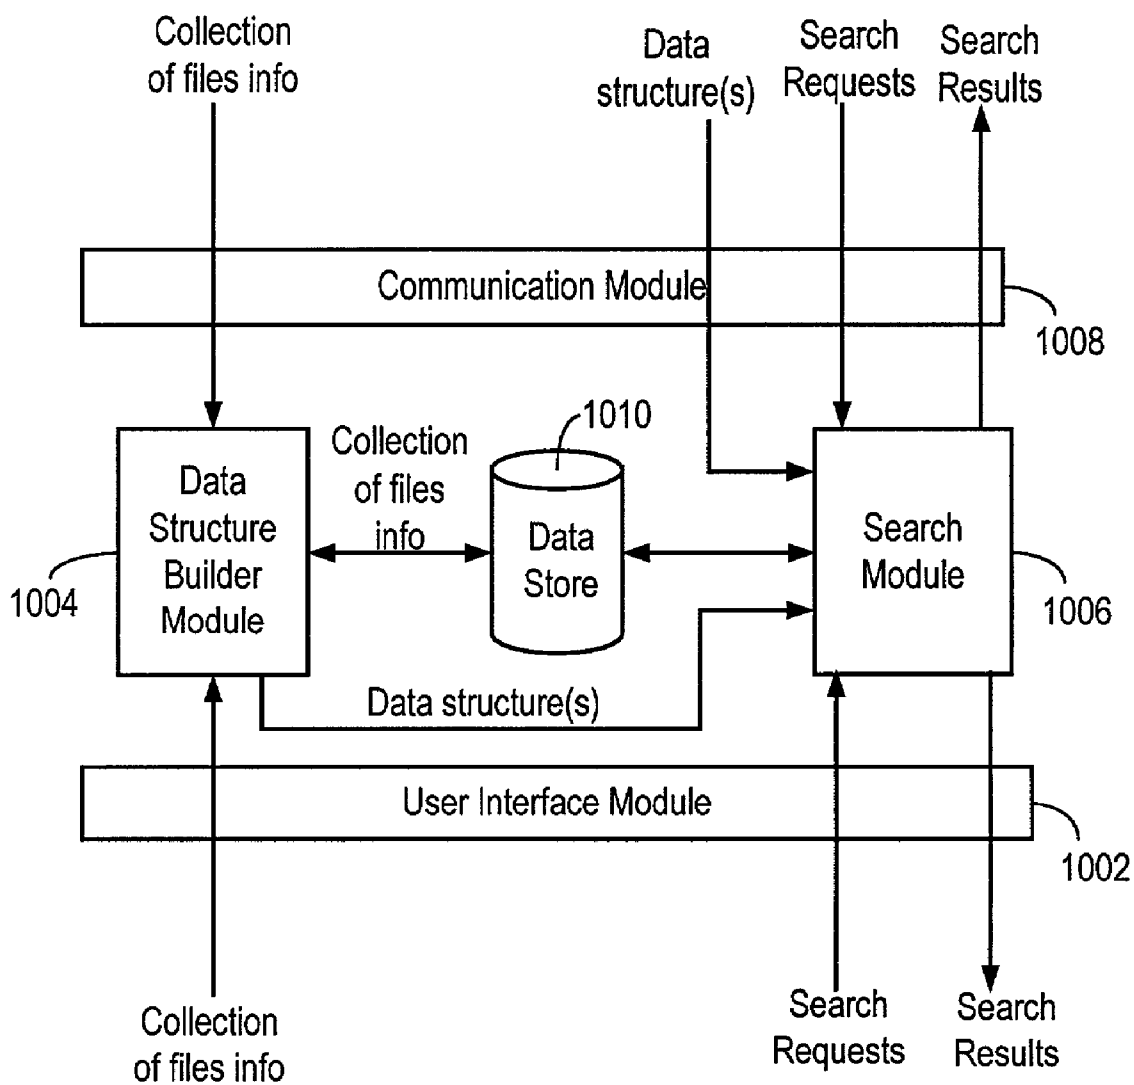 Collection
of files info
Data
structure(s)
Search
Requests
Search
Results
Communication Module
1008
1010
Collection
of files
info
Data
Structure
Builder
Module
1004
Data
Store
Search
Module
1006
Data structure(s)
User Interface Module
1002
Collection
of files info
Search
Requests
Search
Results